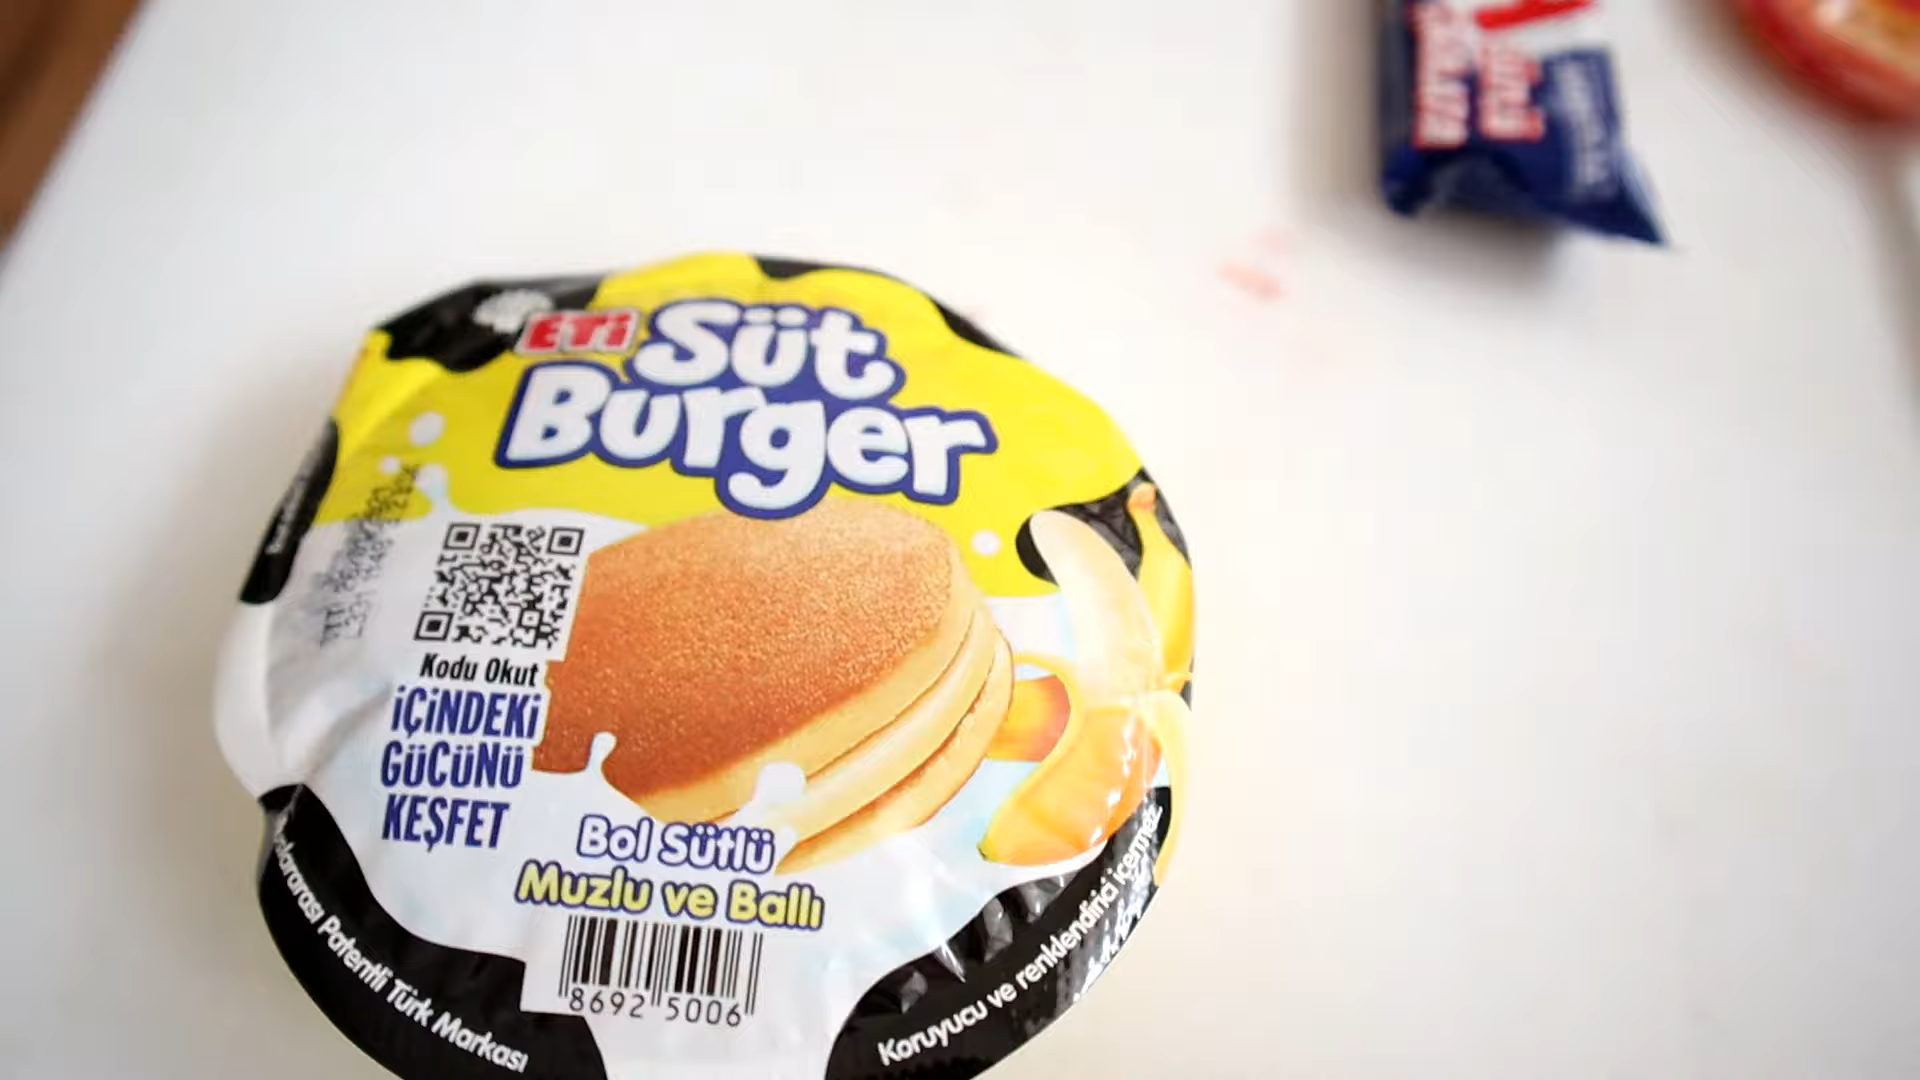 ETi Süt
Burger
Kodu Okut
İÇİNDEKİ
GÜCÜNÜ
KEŞFET
Bol Sütlü
Muzlu ve Ballı
8692 5006
Patentli Türk Markası
Koruyucu ve renklendirici içermez